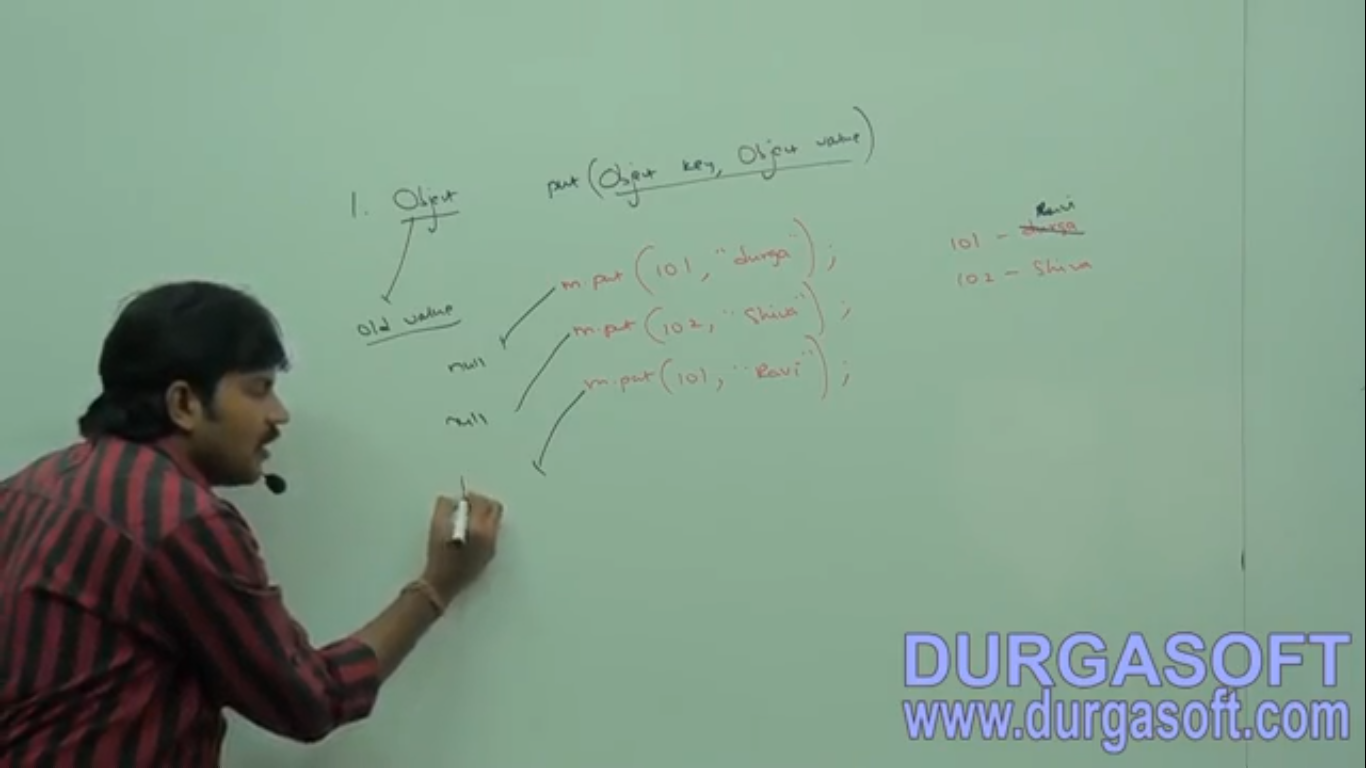 1. Object put (Object key, Object value)
old value
m.put (101, "durga");
null
m.put (102, "Shiva");
null
m.put (101, "Ravi");
Ravi
101 - durga
102 - Shiva
DURGASOFT
www.durgasoft.com